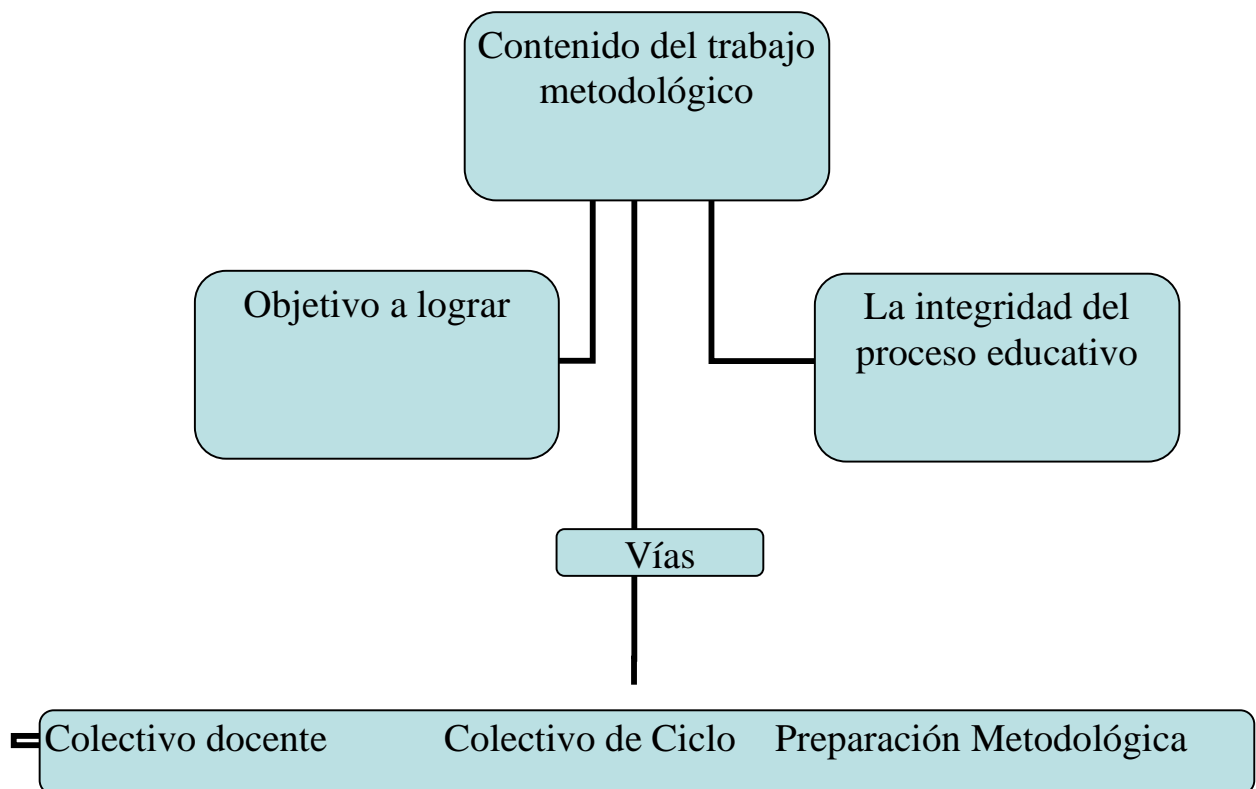 Contenido del trabajo
metodológico
Objetivo a lograr
La integridad del
proceso educativo
Vías
Colectivo docente Colectivo de Ciclo Preparación Metodológica